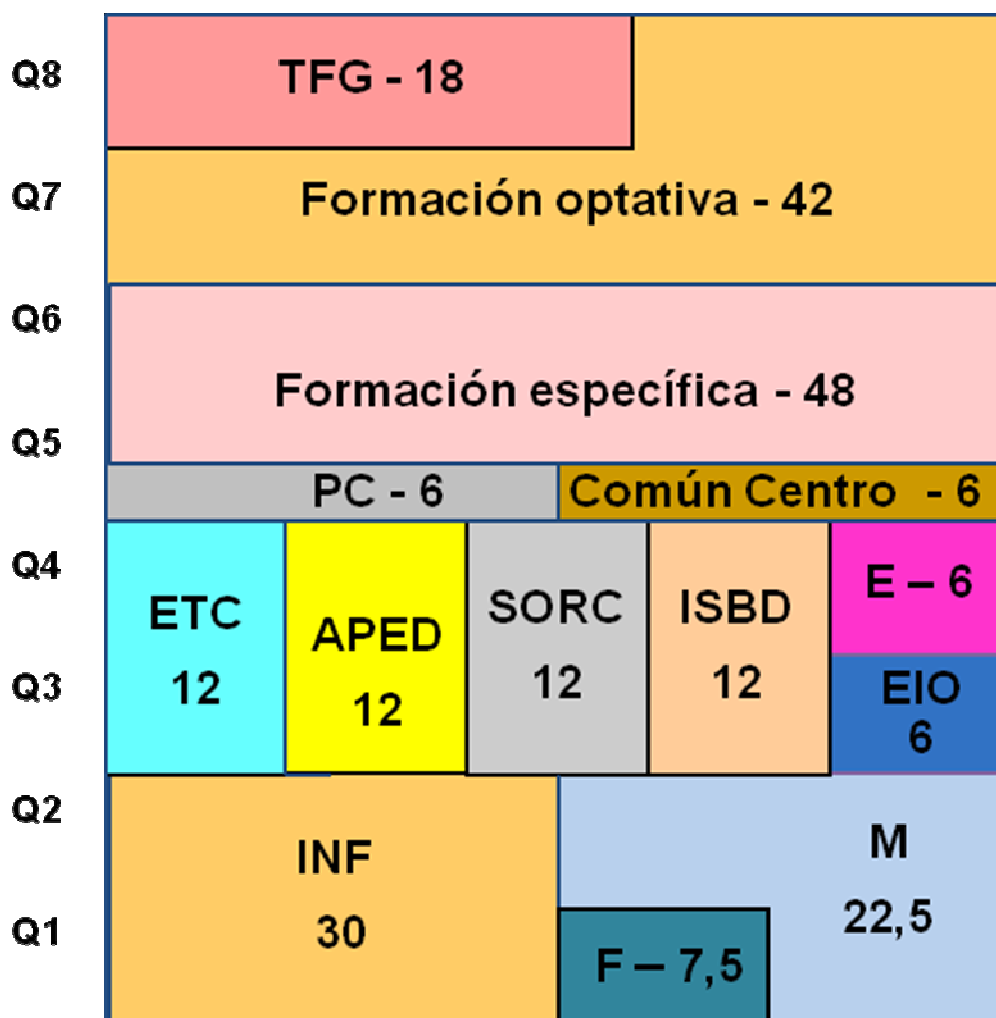 Q8
TFG - 18
Q7
Formación optativa - 42
Q6
Formación específica - 48
Q5
PC - 6
Común Centro - 6
Q4
ETC
12
APED
12
SORC
12
ISBD
12
E – 6
Q3
EIO
6
Q2
INF
30
M
22,5
Q1
F – 7,5